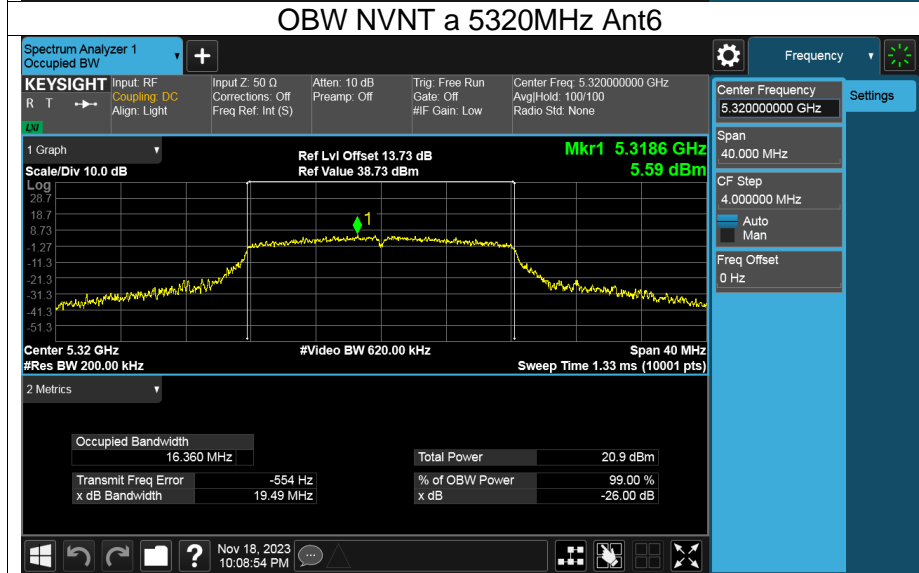 OBW NVNT a 5320MHz Ant6
Spectrum Analyzer 1
Occupied BW
+
Frequency
KEYSIGHT
R T
LXI
Input: RF
Coupling: DC
Align: Light
Input Z: 50 Ω
Corrections: Off
Freq Ref: Int (S)
Atten: 10 dB
Preamp: Off
Trig: Free Run
Gate: Off
#IF Gain: Low
Center Freq: 5.320000000 GHz
Avg|Hold: 100/100
Radio Std: None
Center Frequency
5.320000000 GHz
Settings
Span
40.000 MHz
CF Step
4.000000 MHz
Auto
Man
Freq Offset
0 Hz
1 Graph
Scale/Div 10.0 dB
Ref Lvl Offset 13.73 dB
Ref Value 38.73 dBm
Mkr1 5.3186 GHz
5.59 dBm
Log
28.7
18.7
8.73
-1.27
-11.3
-21.3
-31.3
-41.3
-51.3
1
Center 5.32 GHz
#Res BW 200.00 kHz
#Video BW 620.00 kHz
Span 40 MHz
Sweep Time 1.33 ms (10001 pts)
2 Metrics
Occupied Bandwidth
16.360 MHz
Total Power 20.9 dBm
Transmit Freq Error -554 Hz
% of OBW Power 99.00 %
x dB Bandwidth 19.49 MHz
x dB -26.00 dB
?
Nov 18, 2023
10:08:54 PM